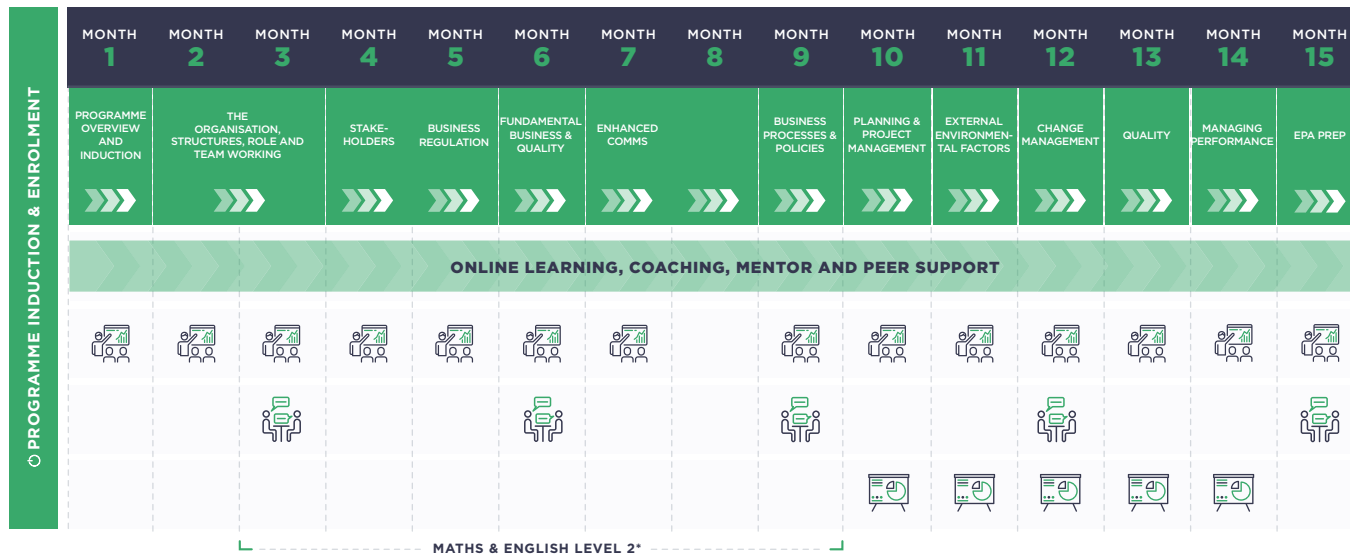 PROGRAMME INDUCTION & ENROLMENT
MONTH
1
MONTH
2
MONTH
3
MONTH
4
MONTH
5
MONTH
6
MONTH
7
MONTH
8
MONTH
9
MONTH
10
MONTH
11
MONTH
12
MONTH
13
MONTH
14
MONTH
15
PROGRAMME
OVERVIEW
AND
INDUCTION
THE
ORGANISATION,
STRUCTURES, ROLE AND
TEAM WORKING
STAKE-
HOLDERS
BUSINESS
REGULATION
FUNDAMENTAL
BUSINESS &
QUALITY
ENHANCED
COMMS
BUSINESS
PROCESSES &
POLICIES
PLANNING &
PROJECT
MANAGEMENT
EXTERNAL
ENVIRONMEN-
TAL FACTORS
CHANGE
MANAGEMENT
QUALITY
MANAGING
PERFORMANCE
EPA PREP
ONLINE LEARNING, COACHING, MENTOR AND PEER SUPPORT
MATHS & ENGLISH LEVEL 2*